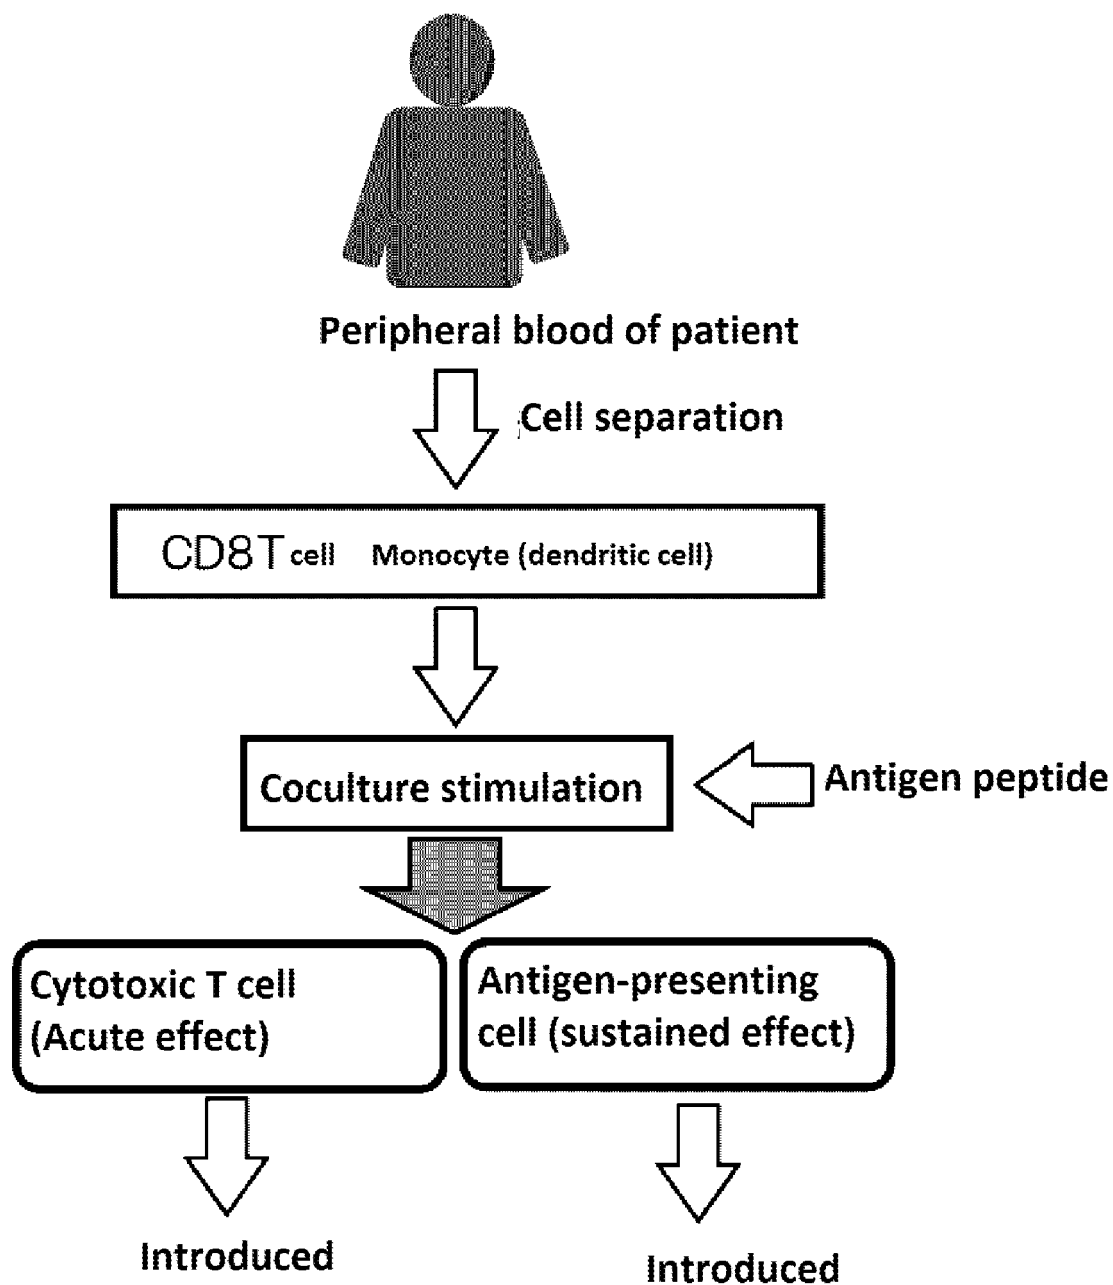 Peripheral blood of patient
Cell separation
CD8T cell Monocyte (dendritic cell)
Coculture stimulation
Antigen peptide
Cytotoxic T cell
(Acute effect)
Antigen-presenting
cell (sustained effect)
Introduced
Introduced